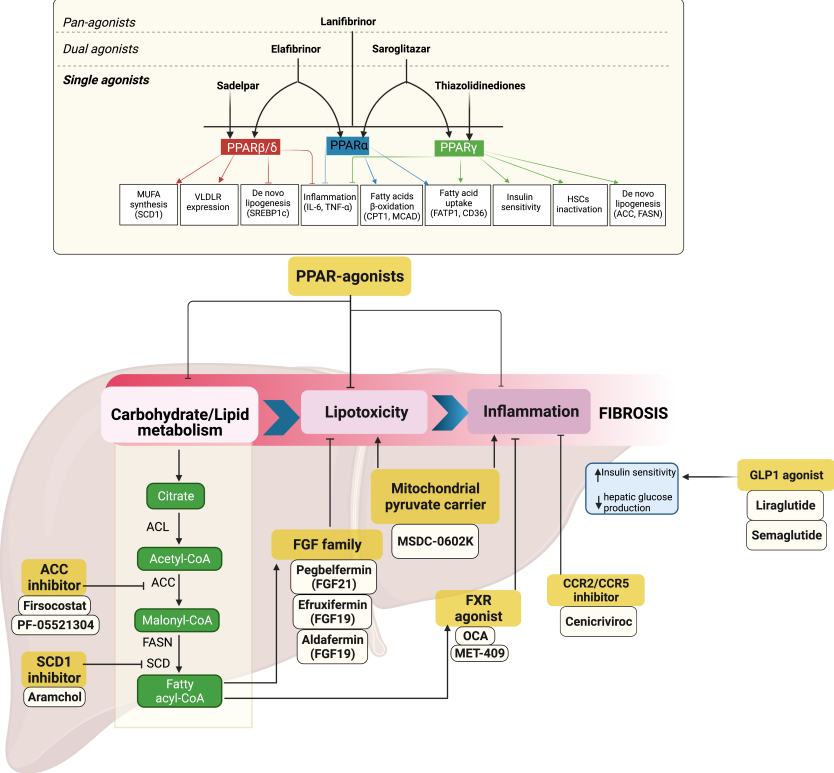 Pan-agonists
Lanifibrinor
Dual agonists
Elafibrinor
Saroglitazar
Single agonists
Sadelpar
Thiazolidinediones
PPARβ/δ
PPARα
PPARγ
MUFA
synthesis
(SCD1)
VLDLR
expression
De novo
lipogenesis
(SREBP1c)
Inflammation
(IL-6, TNF-α)
Fatty acids
β-oxidation
(CPT1, MCAD)
Fatty acid
uptake
(FATP1, CD36)
Insulin
sensitivity
HSCs
inactivation
De novo
lipogenesis
(ACC, FASN)
PPAR-agonists
Carbohydrate/Lipid
metabolism
Lipotoxicity
Inflammation
FIBROSIS
Citrate
ACL
Acetyl-CoA
ACC
Malonyl-CoA
FASN
SCD
Fatty
acyl-CoA
ACC
inhibitor
Firsocostat
PF-05521304
SCD1
inhibitor
Aramchol
FGF family
Pegbelfermin
(FGF21)
Efruxifermin
(FGF19)
Aldafermin
(FGF19)
Mitochondrial
pyruvate carrier
MSDC-0602K
FXR
agonist
OCA
MET-409
CCR2/CCR5
inhibitor
Cenicriviroc
Insulin sensitivity
hepatic glucose
production
GLP1 agonist
Liraglutide
Semaglutide